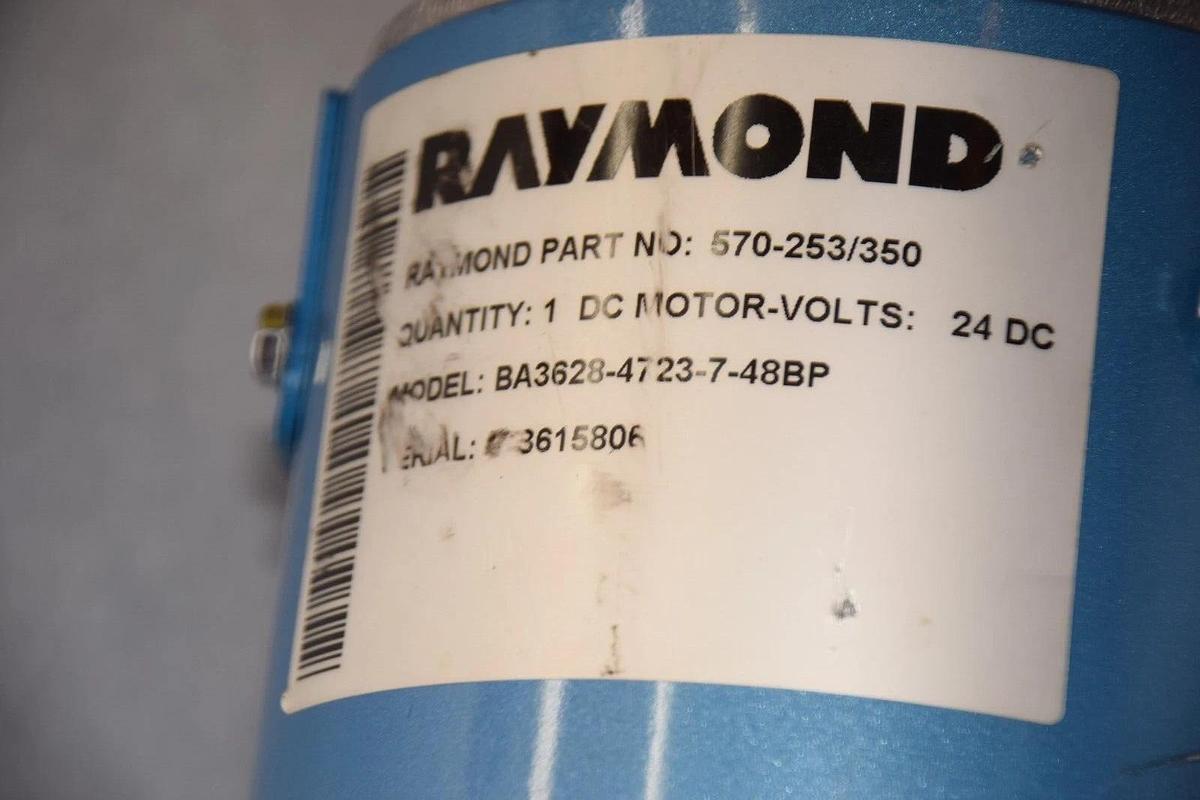 RAYMOND
RAYMOND PART NO: 570-253/350
QUANTITY: 1 DC MOTOR-VOLTS: 24 DC
MODEL: BA3628-4723-7-48BP
SERIAL: